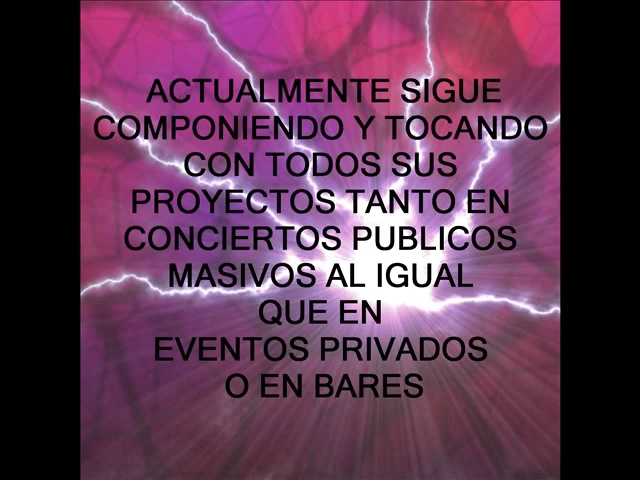 ACTUALMENTE SIGUE
COMPONIENDO Y TOCANDO
CON TODOS SUS
PROYECTOS TANTO EN
CONCIERTOS PUBLICOS
MASIVOS AL IGUAL
QUE EN
EVENTOS PRIVADOS
O EN BARES